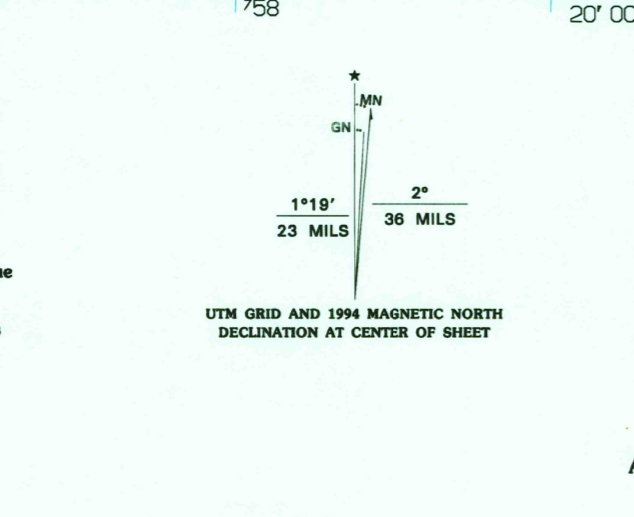 758
20' 00
MN
GN
1°19'
23 MILS
2°
36 MILS
UTM GRID AND 1994 MAGNETIC NORTH
DECLINATION AT CENTER OF SHEET